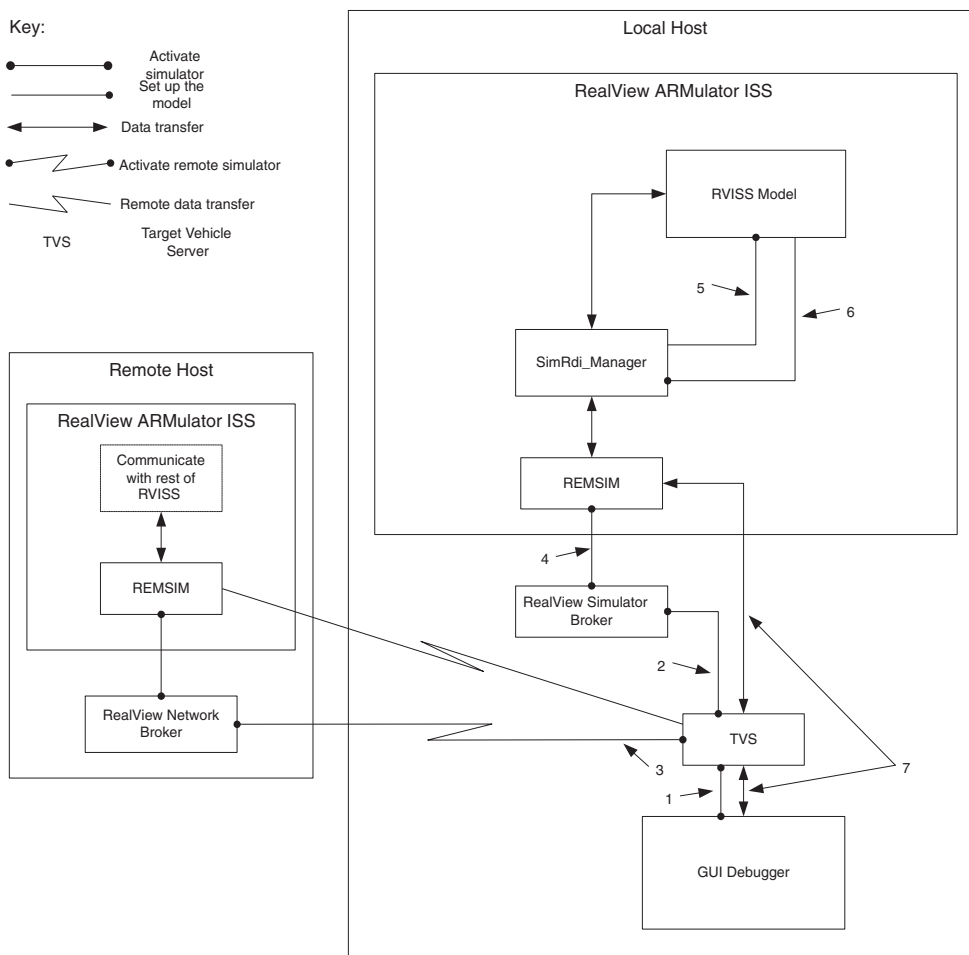 Key:
Activate
simulator
Set up the
model
Data transfer
Activate remote simulator
Remote data transfer
TVS
Target Vehicle
Server
Local Host
RealView ARMulator ISS
RVISS Model
5
6
SimRdi_Manager
REMSIM
4
RealView Simulator
Broker
2
Remote Host
RealView ARMulator ISS
Communicate
with rest of
RVISS
REMSIM
RealView Network
Broker
3
TVS
7
1
GUI Debugger